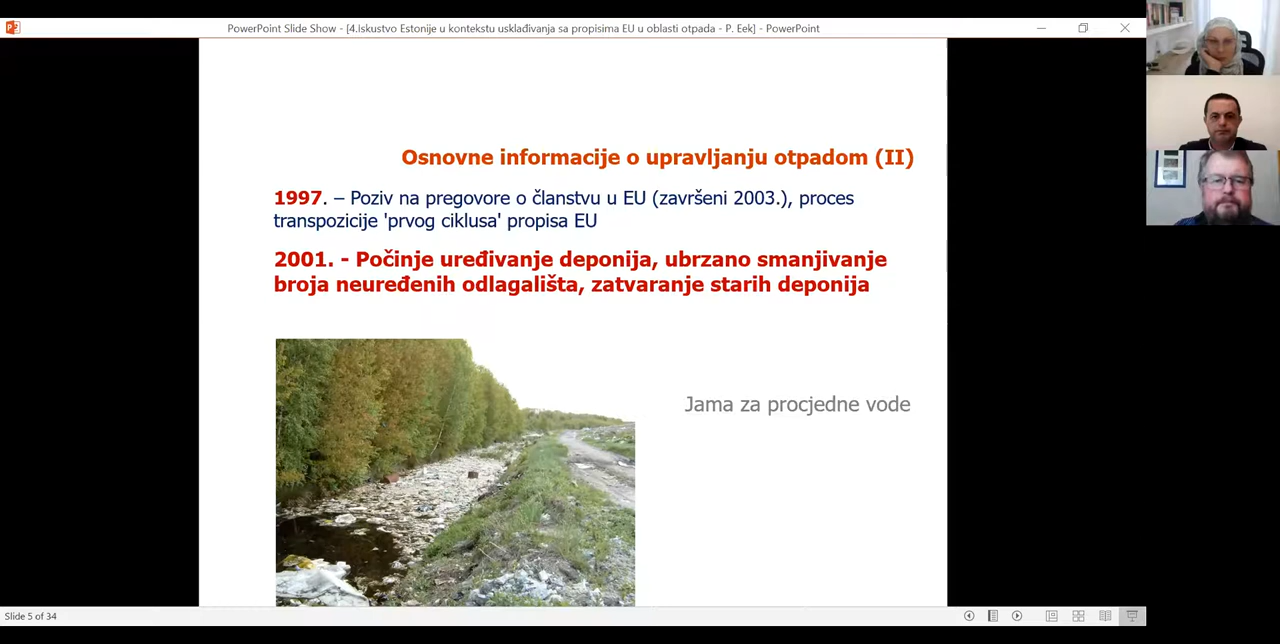 PowerPoint Slide Show - [4.Iskustvo Estonije u kontekstu usklađivanja sa propisima EU u oblasti otpada - P. Eek] - PowerPoint
Osnovne informacije o upravljanju otpadom (II)
1997. – Poziv na pregovore o članstvu u EU (završeni 2003.), proces
transpozicije 'prvog ciklusa' propisa EU
2001. - Počinje uređivanje deponija, ubrzano smanjivanje
broja neuređenih odlagališta, zatvaranje starih deponija
Jama za procjedne vode
Slide 5 of 34